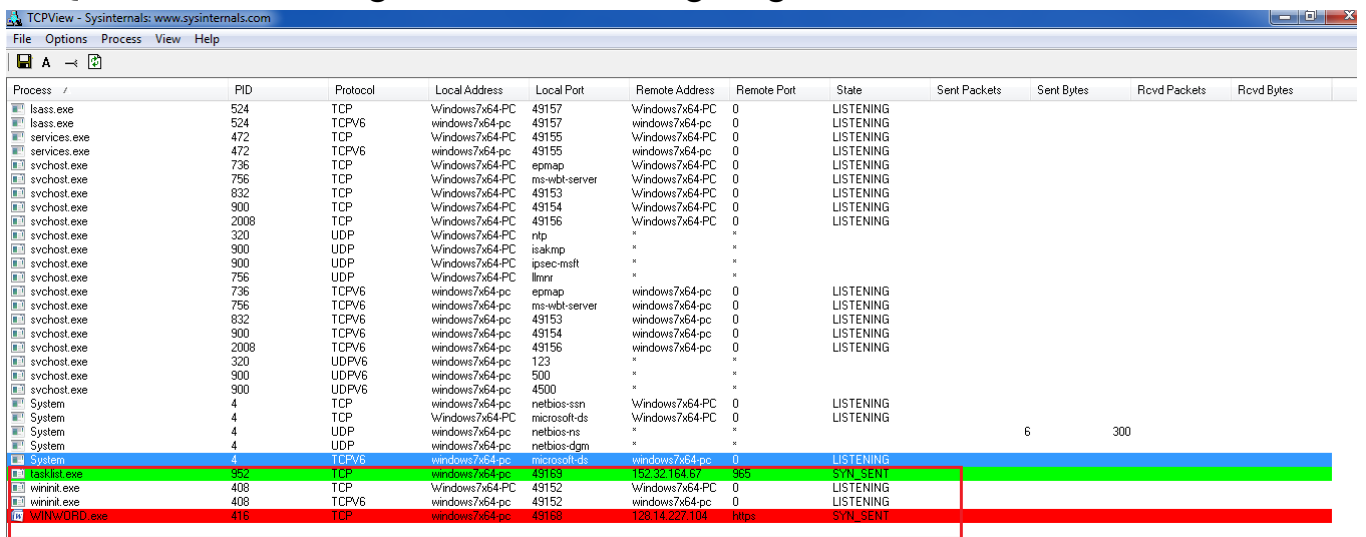 TCPView - Sysinternals: www.sysinternals.com
File Options Process View Help
A
Process / PID Protocol Local Address Local Port Remote Address Remote Port State Sent Packets Sent Bytes Rcvd Packets Rcvd Bytes
lsass.exe 524 TCP Windows7x64-PC 49157 Windows7x64-PC 0 LISTENING
lsass.exe 524 TCPV6 windows7x64-pc 49157 windows7x64-pc 0 LISTENING
services.exe 472 TCP Windows7x64-PC 49155 Windows7x64-PC 0 LISTENING
services.exe 472 TCPV6 windows7x64-pc 49155 windows7x64-pc 0 LISTENING
svchost.exe 736 TCP Windows7x64-PC epmap Windows7x64-PC 0 LISTENING
svchost.exe 756 TCP Windows7x64-PC ms-wbt-server Windows7x64-PC 0 LISTENING
svchost.exe 832 TCP Windows7x64-PC 49153 Windows7x64-PC 0 LISTENING
svchost.exe 900 TCP Windows7x64-PC 49154 Windows7x64-PC 0 LISTENING
svchost.exe 2008 TCP Windows7x64-PC 49156 Windows7x64-PC 0 LISTENING
svchost.exe 320 UDP Windows7x64-PC ntp * *
svchost.exe 900 UDP Windows7x64-PC isakmp * *
svchost.exe 900 UDP Windows7x64-PC ipsec-msft * *
svchost.exe 756 UDP Windows7x64-PC llmnr * *
svchost.exe 736 TCPV6 windows7x64-pc epmap windows7x64-pc 0 LISTENING
svchost.exe 756 TCPV6 windows7x64-pc ms-wbt-server windows7x64-pc 0 LISTENING
svchost.exe 832 TCPV6 windows7x64-pc 49153 windows7x64-pc 0 LISTENING
svchost.exe 900 TCPV6 windows7x64-pc 49154 windows7x64-pc 0 LISTENING
svchost.exe 2008 TCPV6 windows7x64-pc 49156 windows7x64-pc 0 LISTENING
svchost.exe 320 UDPV6 windows7x64-pc 123 * *
svchost.exe 900 UDPV6 windows7x64-pc 500 * *
svchost.exe 900 UDPV6 windows7x64-pc 4500 * *
System 4 TCP windows7x64-pc netbios-ssn Windows7x64-PC 0 LISTENING
System 4 TCP Windows7x64-PC microsoft-ds Windows7x64-PC 0 LISTENING
System 4 UDP windows7x64-pc netbios-ns * * 6 300
System 4 UDP windows7x64-pc netbios-dgm * *
System 4 TCPV6 windows7x64-pc microsoft-ds windows7x64-pc 0 LISTENING
tasklist.exe 952 TCP windows7x64-pc 49169 152.32.164.67 965 SYN_SENT
wininit.exe 408 TCP Windows7x64-PC 49152 Windows7x64-PC 0 LISTENING
wininit.exe 408 TCPV6 windows7x64-pc 49152 windows7x64-pc 0 LISTENING
WINWORD.exe 416 TCP windows7x64-pc 49168 128.14.227.104 https SYN_SENT